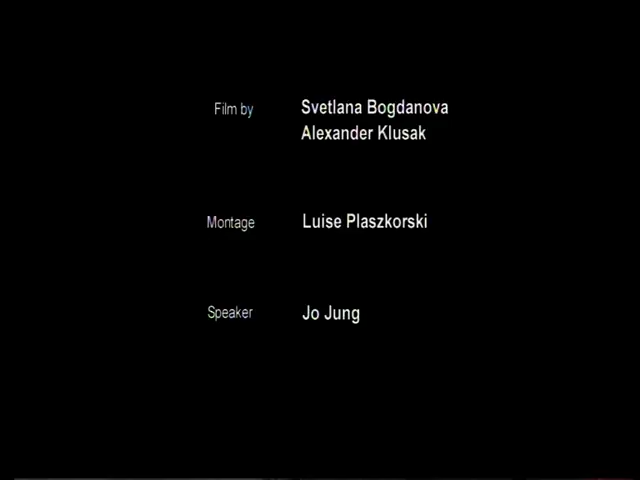 Film by Svetlana Bogdanova
Alexander Klusak
Montage Luise Plaszkorski
Speaker Jo Jung